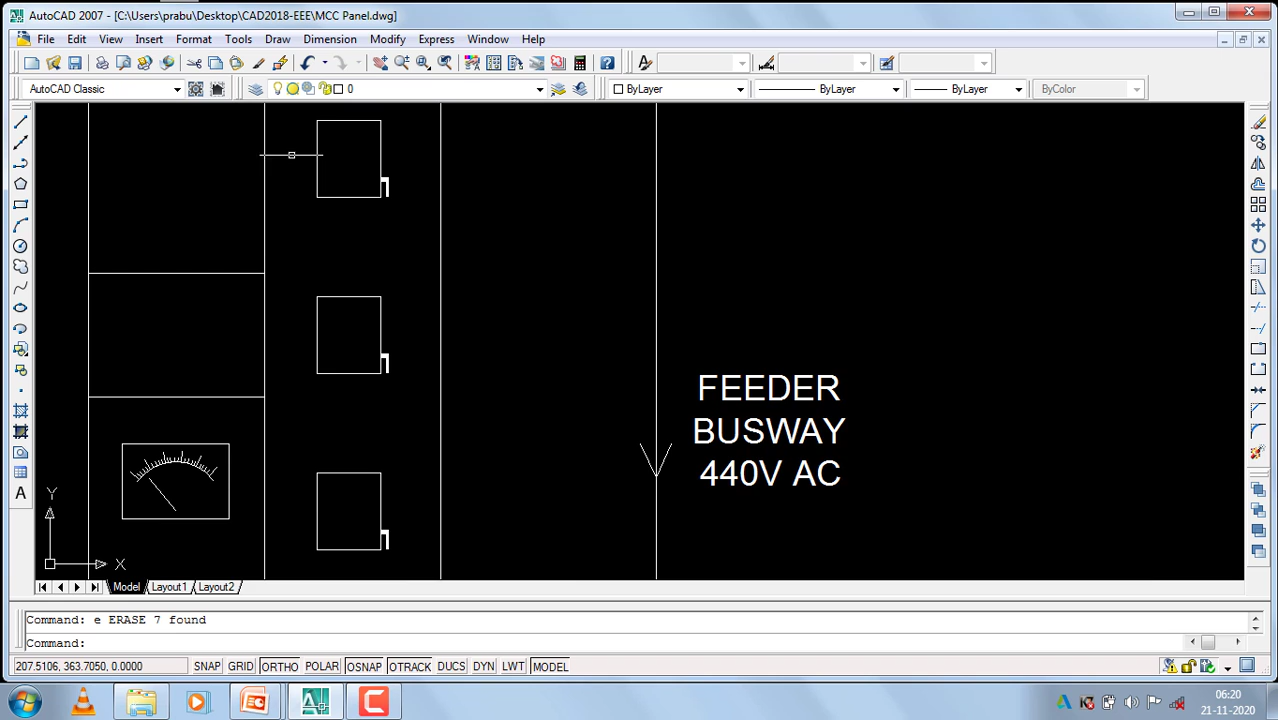 AutoCAD 2007 - [C:\Users\prabu\Desktop\CAD2018-EEE\MCC Panel.dwg]
File Edit View Insert Format Tools Draw Dimension Modify Express Window Help
AutoCAD Classic
0
ByLayer
ByLayer
ByLayer
ByColor
FEEDER
BUSWAY
440V AC
Y
X
Model Layout1 Layout2
Command: e ERASE 7 found
Command:
207.5106, 363.7050, 0.0000
SNAP GRID ORTHO POLAR OSNAP OTRACK DUCS DYN LWT MODEL
06:20
21-11-2020